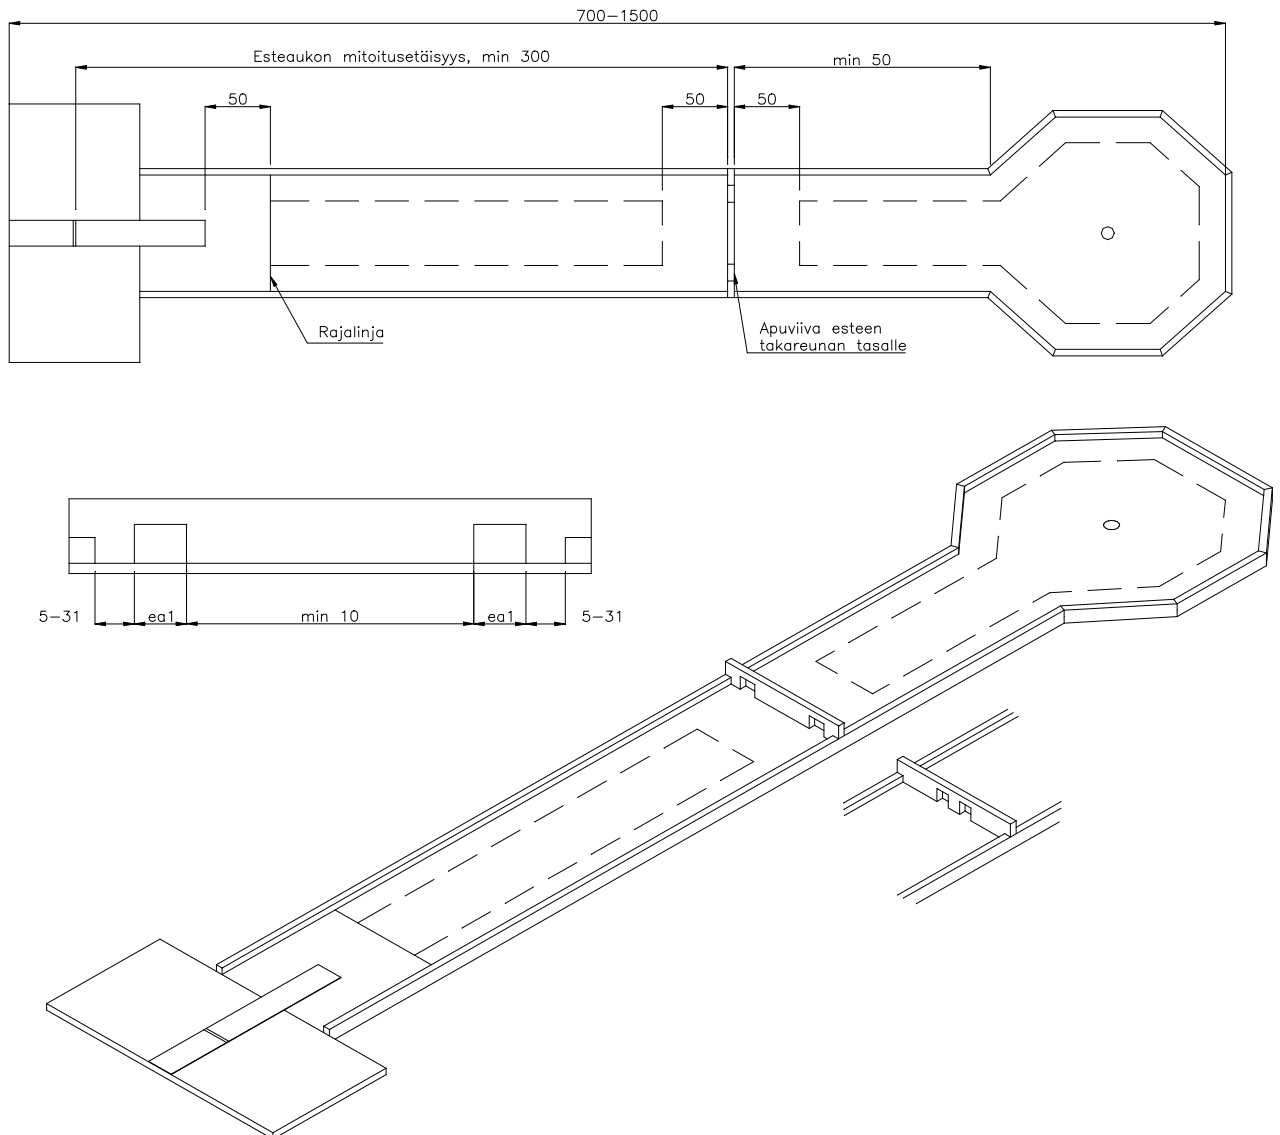 700-1500
Esteaukon mitoitusetäisyys, min 300
min 50
50
50
50
Rajalinja
Apuviiva esteen
takareunan tasalle
5-31
ea1
min 10
ea1
5-31